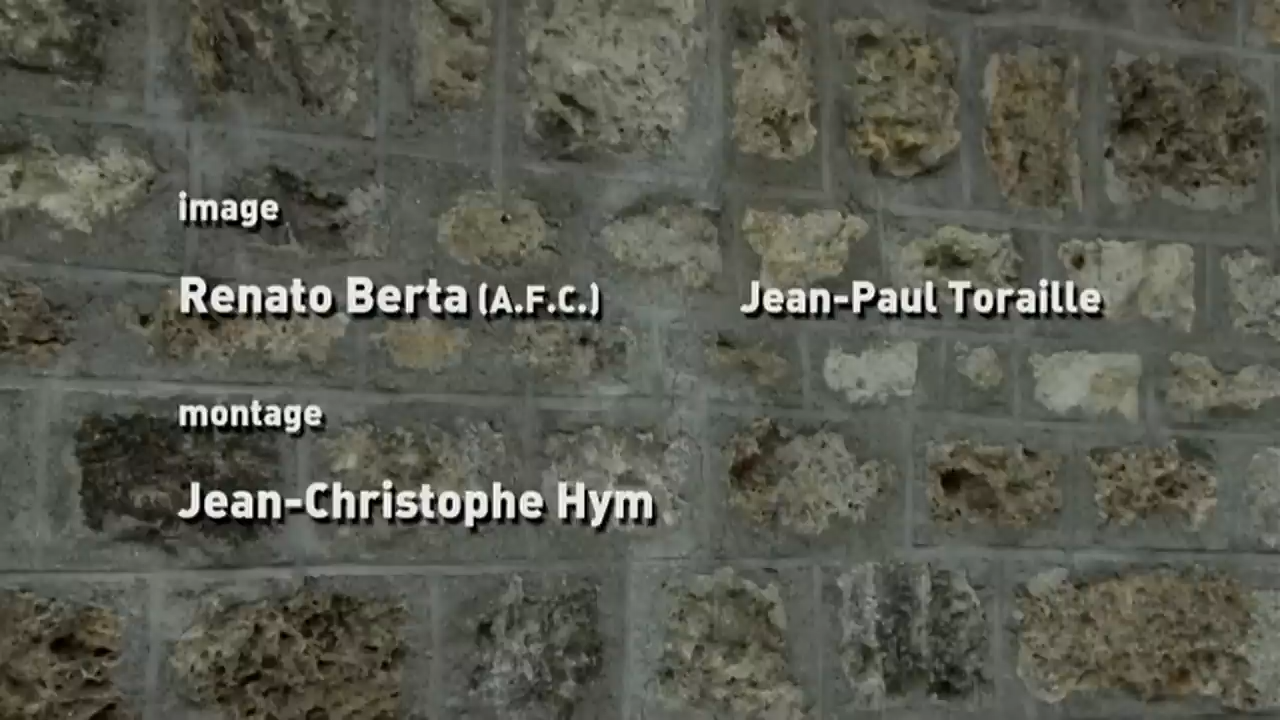 image
Renato Berta (A.F.C.) Jean-Paul Toraille
montage
Jean-Christophe Hym